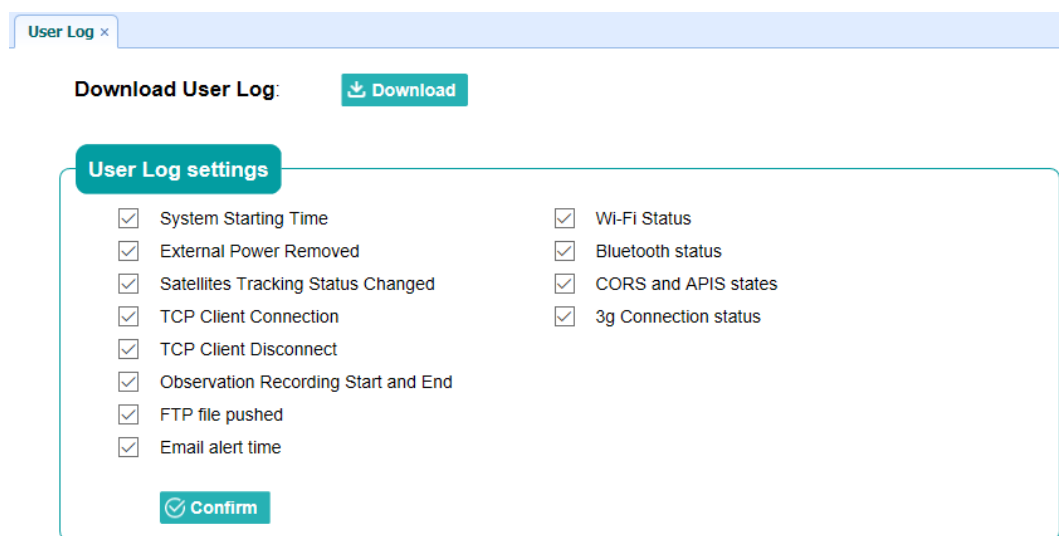 User Log ×
Download User Log:
Download
User Log settings
System Starting Time
External Power Removed
Satellites Tracking Status Changed
TCP Client Connection
TCP Client Disconnect
Observation Recording Start and End
FTP file pushed
Email alert time
Wi-Fi Status
Bluetooth status
CORS and APIS states
3g Connection status
Confirm